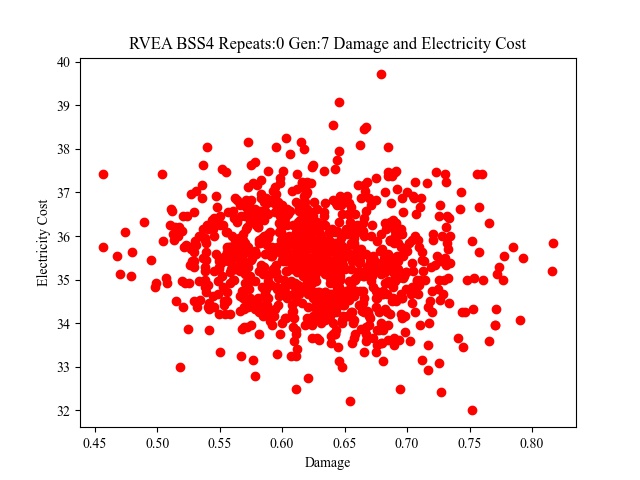 RVEA BSS4 Repeats:0 Gen:7 Damage and Electricity Cost
40
39
38
37
36
35
34
33
32
Electricity Cost
0.45 0.50 0.55 0.60 0.65 0.70 0.75 0.80
Damage